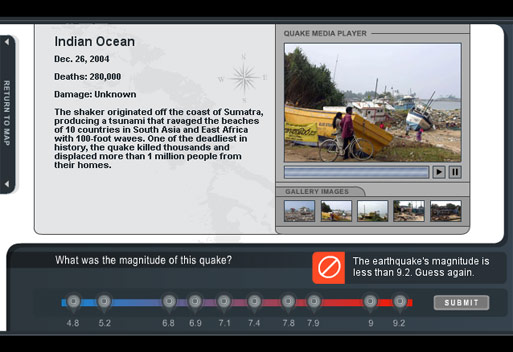 RETURN TO MAP
Indian Ocean
Dec. 26, 2004
Deaths: 280,000
Damage: Unknown
The shaker originated off the coast of Sumatra,
producing a tsunami that ravaged the beaches
of 10 countries in South Asia and East Africa
with 100-foot waves. One of the deadliest in
history, the quake killed thousands and
displaced more than 1 million people from
their homes.
QUAKE MEDIA PLAYER
GALLERY IMAGES
What was the magnitude of this quake?
The earthquake's magnitude is
less than 9.2. Guess again.
4.8 5.2 6.8 6.9 7.1 7.4 7.8 7.9 9 9.2
SUBMIT